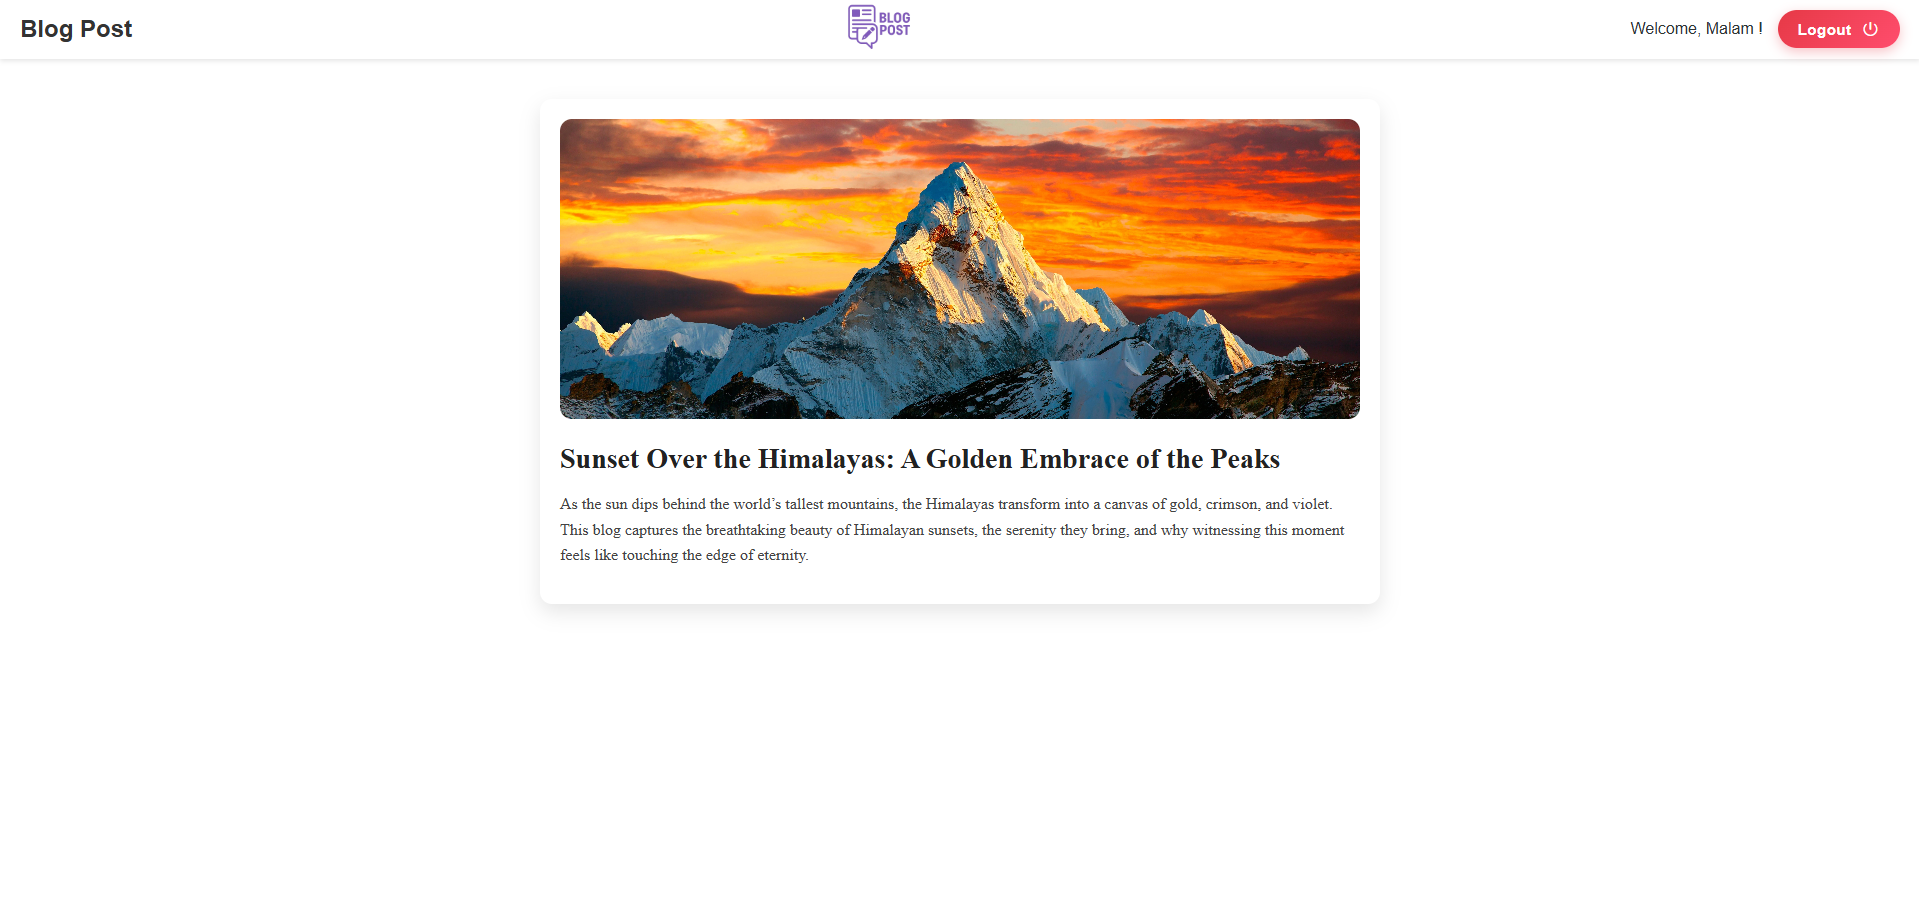 Blog Post
BLOG
POST
Welcome, Malam !
Logout
Sunset Over the Himalayas: A Golden Embrace of the Peaks
As the sun dips behind the world’s tallest mountains, the Himalayas transform into a canvas of gold, crimson, and violet.
This blog captures the breathtaking beauty of Himalayan sunsets, the serenity they bring, and why witnessing this moment
feels like touching the edge of eternity.